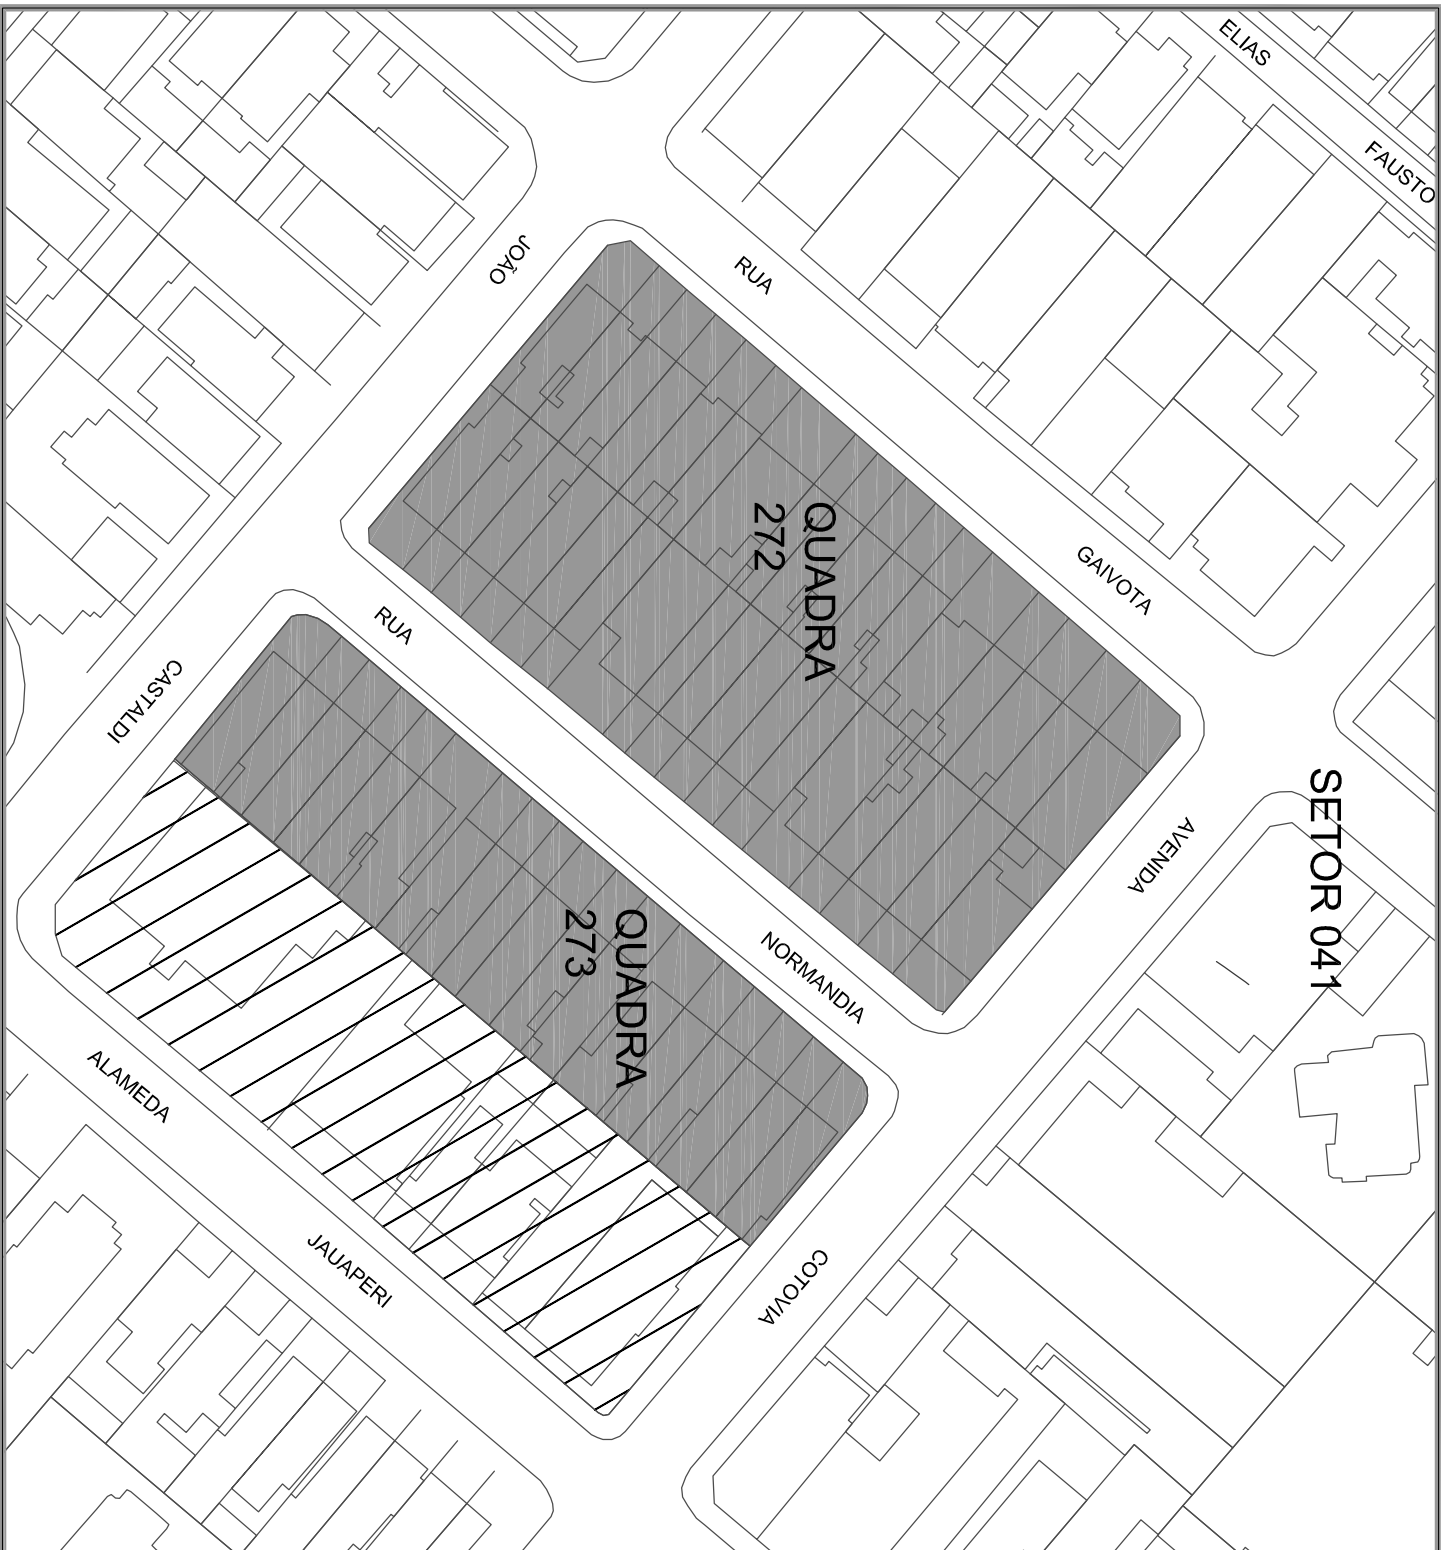 ELIAS
FAUSTO
JOÃO
RUA
QUADRA
272
GAIVOTA
RUA
CASTALDI
SETOR 041
AVENIDA
QUADRA
273
NORMANDIA
ALAMEDA
JAUAPERI
COTOVIA